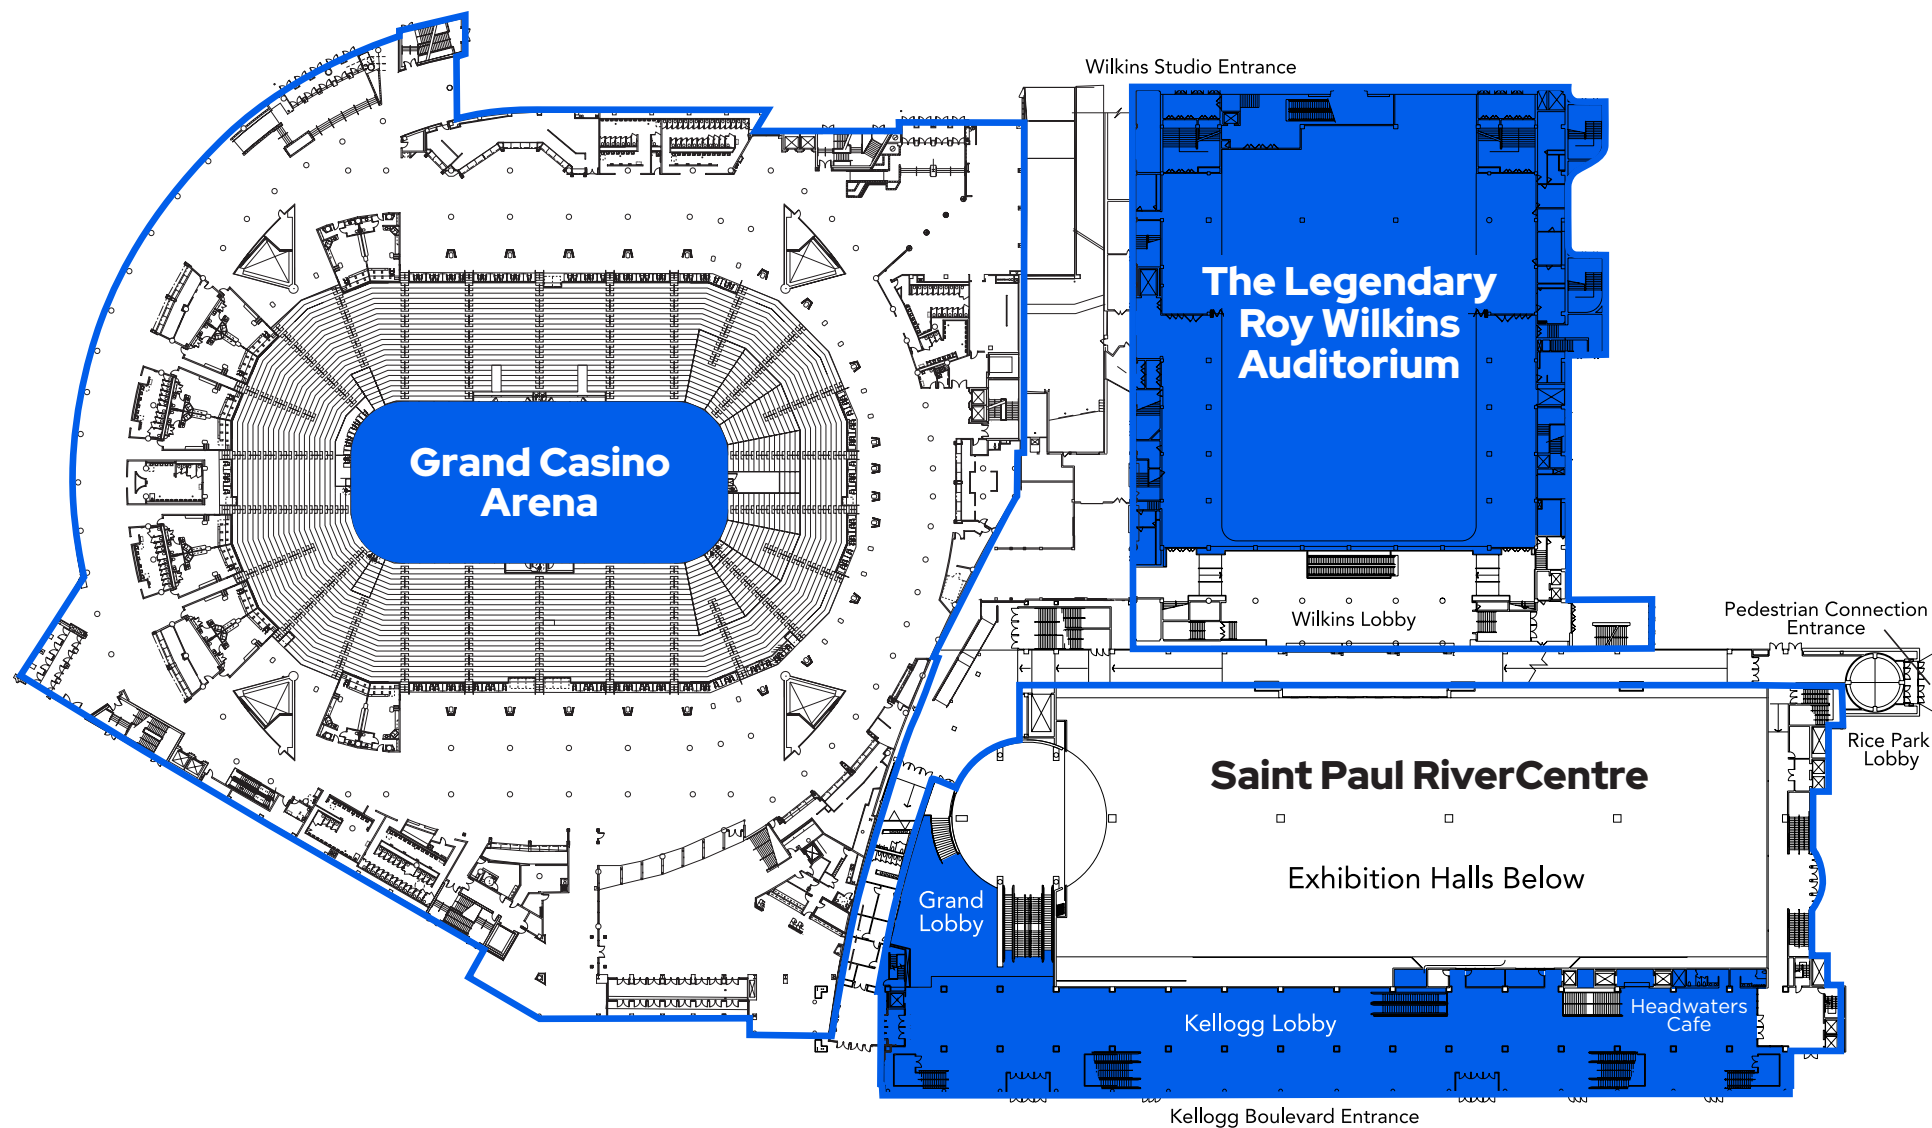 Wilkins Studio Entrance
The Legendary
Roy Wilkins
Auditorium
Grand Casino
Arena
Wilkins Lobby
Pedestrian Connection
Entrance
Rice Park
Lobby
Saint Paul RiverCentre
Exhibition Halls Below
Grand
Lobby
Headwaters
Cafe
Kellogg Lobby
Kellogg Boulevard Entrance